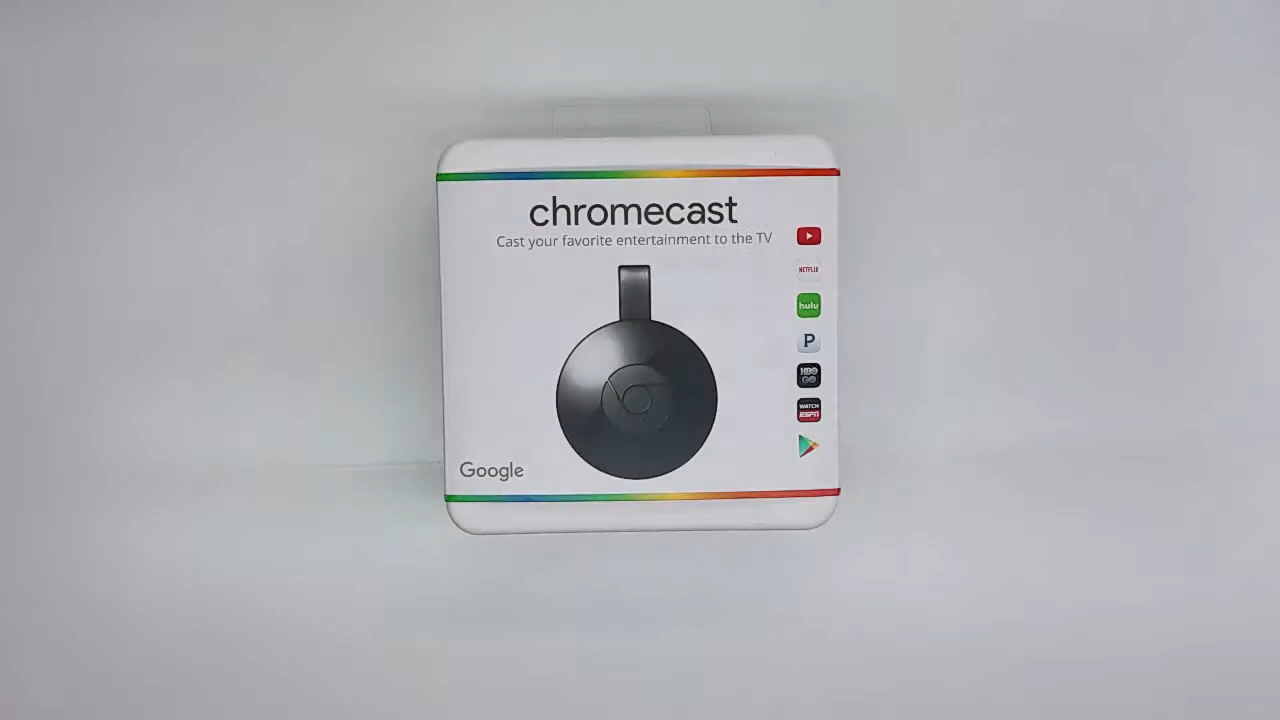 chromecast
Cast your favorite entertainment to the TV
NETFLIX
hulu
P
HBO
GO
WATCH
ESPN
Google